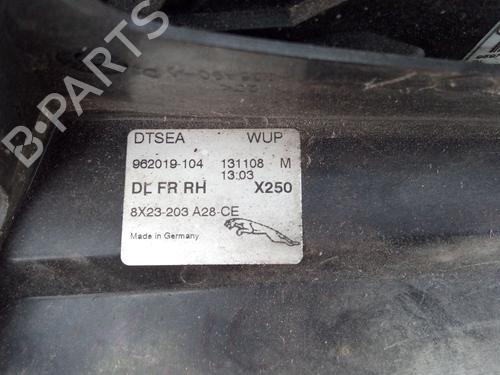 B-PARTS
DTSEA WUP
962019-104 131108 M
13:03
DL FR RH X250
8X23-203 A28-CE
Made in Germany